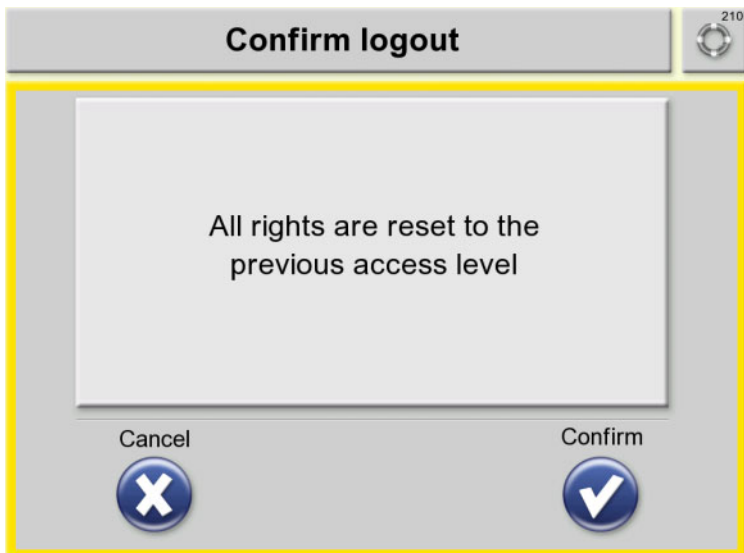 Confirm logout
210
All rights are reset to the
previous access level
Cancel
Confirm